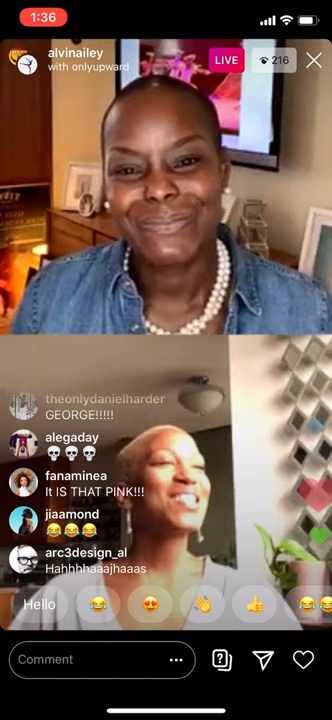 1:36
alvinailey
with onlyupward
LIVE
216
theonlydanielharder
GEORGE!!!!!
alegaday
💀💀💀
fanaminea
It IS THAT PINK!!!
jiaamond
😂😂😂
arc3design_al
Hahhhhaaajhaaas
Hello
😂 😍 👏 👍 😂😂
Comment